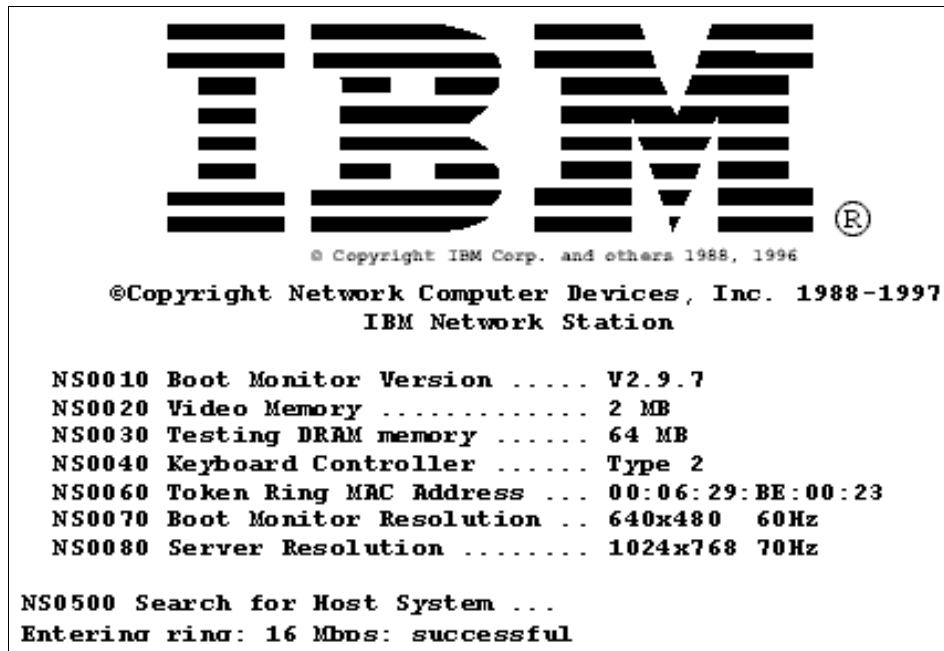 IBM®
© Copyright IBM Corp. and others 1988, 1996
©Copyright Network Computer Devices, Inc. 1988-1997
IBM Network Station
NS0010 Boot Monitor Version ..... V2.9.7
NS0020 Video Memory ............. 2 MB
NS0030 Testing DRAM memory ...... 64 MB
NS0040 Keyboard Controller ...... Type 2
NS0060 Token Ring MAC Address ... 00:06:29:BE:00:23
NS0070 Boot Monitor Resolution .. 640x480 60Hz
NS0080 Server Resolution ........ 1024x768 70Hz
NS0500 Search for Host System ...
Entering ring: 16 Mbps: successful